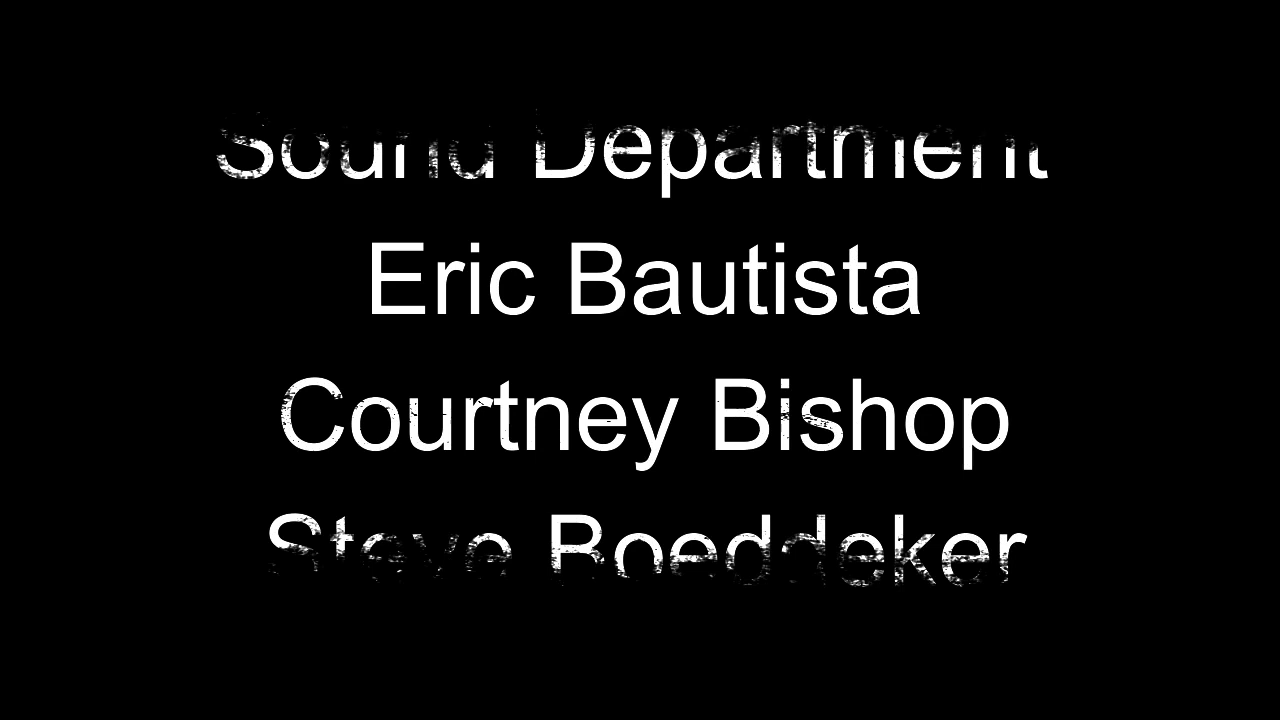 Sound Department
Eric Bautista
Courtney Bishop
Steve Boeddeker